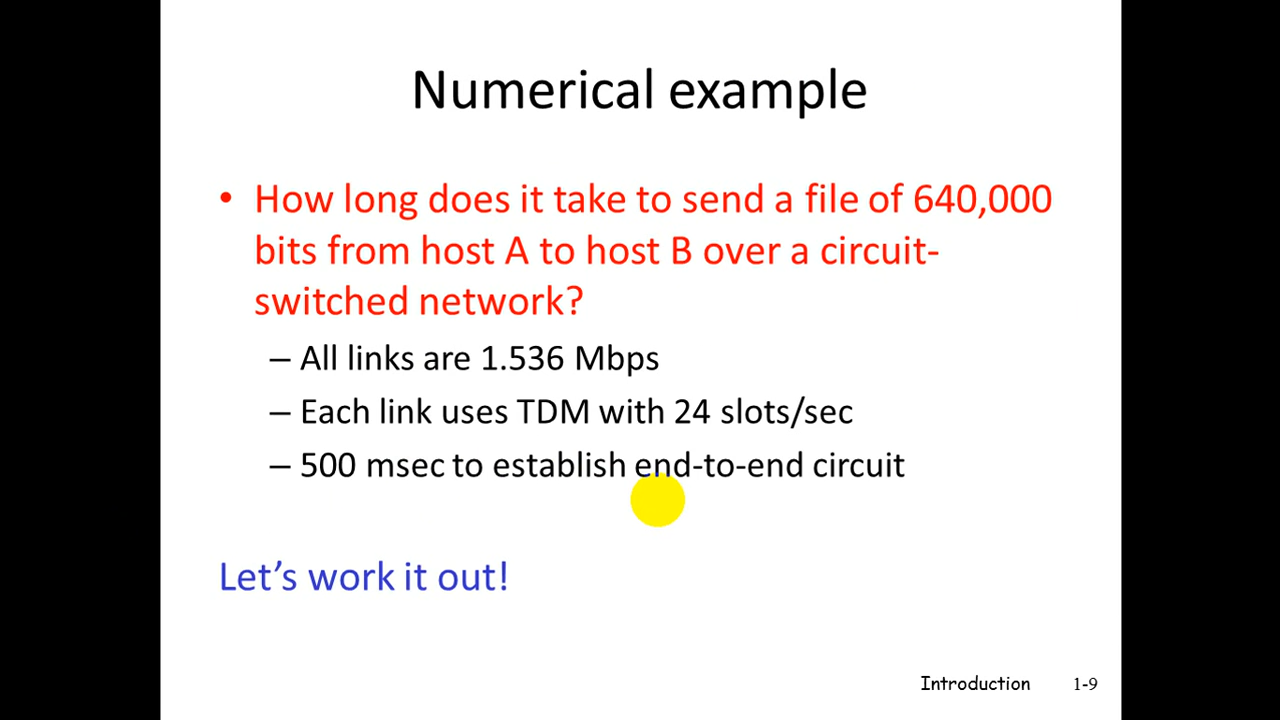 Numerical example
• How long does it take to send a file of 640,000
bits from host A to host B over a circuit-
switched network?
– All links are 1.536 Mbps
– Each link uses TDM with 24 slots/sec
– 500 msec to establish end-to-end circuit
Let’s work it out!
Introduction 1-9